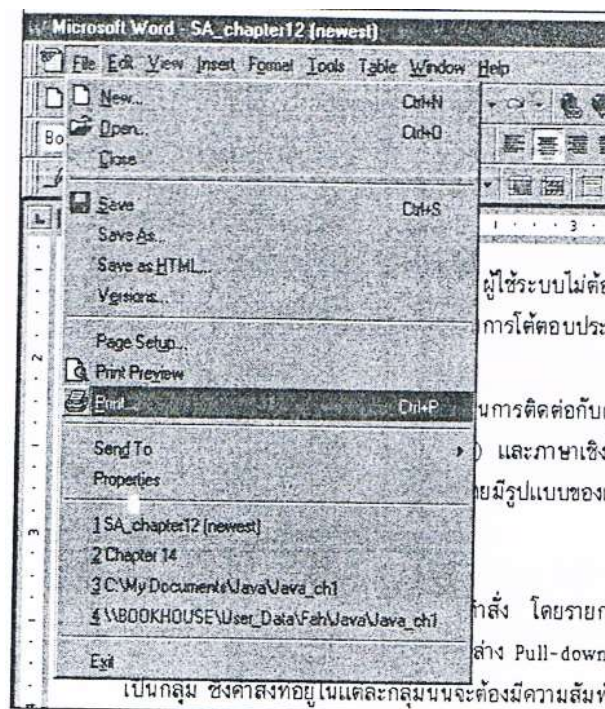 Microsoft Word - SA_chapter12 (newest)
File Edit View Insert Format Tools Table Window Help
New... Ctrl+N
Open... Ctrl+O
Bo
Close
Save Ctrl+S
Save As...
Save as HTML...
Versions...
Page Setup...
Print Preview
Print... Ctrl+P
Send To
Properties
1 SA_chapter12 (newest)
2 Chapter 14
3 C:\My Documents\Java\Java_ch1
4 \\BOOKHOUSE\User_Data\Fah\Java\Java_ch1
Exit
3
2
3
ผู้ใช้ระบบไม่ต้อ
การโต้ตอบประ
นการติดต่อกับ
) และภาษาเชิง
ยมีรูปแบบของ
ำสั่ง โดยราย
ล่าง Pull-down
เป็นกลุ่ม ซึ่งคำสั่งที่อยู่ในแต่ละกลุ่มนั้นจะต้องมีความสัมพ